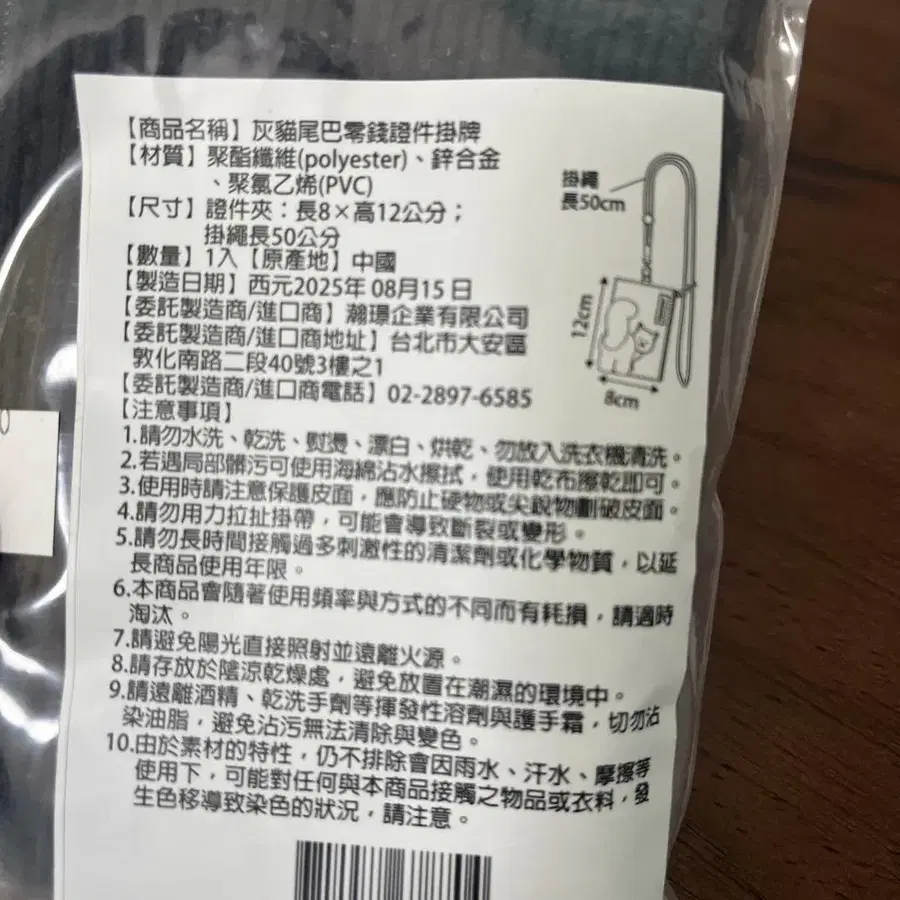 【商品名稱】灰貓尾巴零錢證件掛牌
【材質】聚酯纖維(polyester)、鋅合金
、聚氯乙烯(PVC)
【尺寸】證件夾：長8×高12公分；
掛繩長50公分
【數量】1入【原產地】中國
【製造日期】西元2025年 08月15 日
【委託製造商/進口商】瀚璟企業有限公司
【委託製造商/進口商地址】台北市大安區
敦化南路二段40號3樓之1
【委託製造商/進口商電話】02-2897-6585
【注意事項】
1.請勿水洗、乾洗、熨燙、漂白、烘乾、勿放入洗衣機清洗。
2.若遇局部髒污可使用海綿沾水擦拭，使用乾布擦乾即可。
3.使用時請注意保護皮面，應防止硬物或尖銳物劃破皮面。
4.請勿用力拉扯掛帶，可能會導致斷裂或變形。
5.請勿長時間接觸過多刺激性的清潔劑或化學物質，以延
長商品使用年限。
6.本商品會隨著使用頻率與方式的不同而有耗損，請適時
淘汰。
7.請避免陽光直接照射並遠離火源。
8.請存放於陰涼乾燥處，避免放置在潮濕的環境中。
9.請遠離酒精、乾洗手劑等揮發性溶劑與護手霜，切勿沾
染油脂，避免沾污無法清除與變色。
10.由於素材的特性，仍不排除會因雨水、汗水、摩擦等
使用下，可能對任何與本商品接觸之物品或衣料，發
生色移導致染色的狀況，請注意。
掛繩
長50cm
12cm
8cm